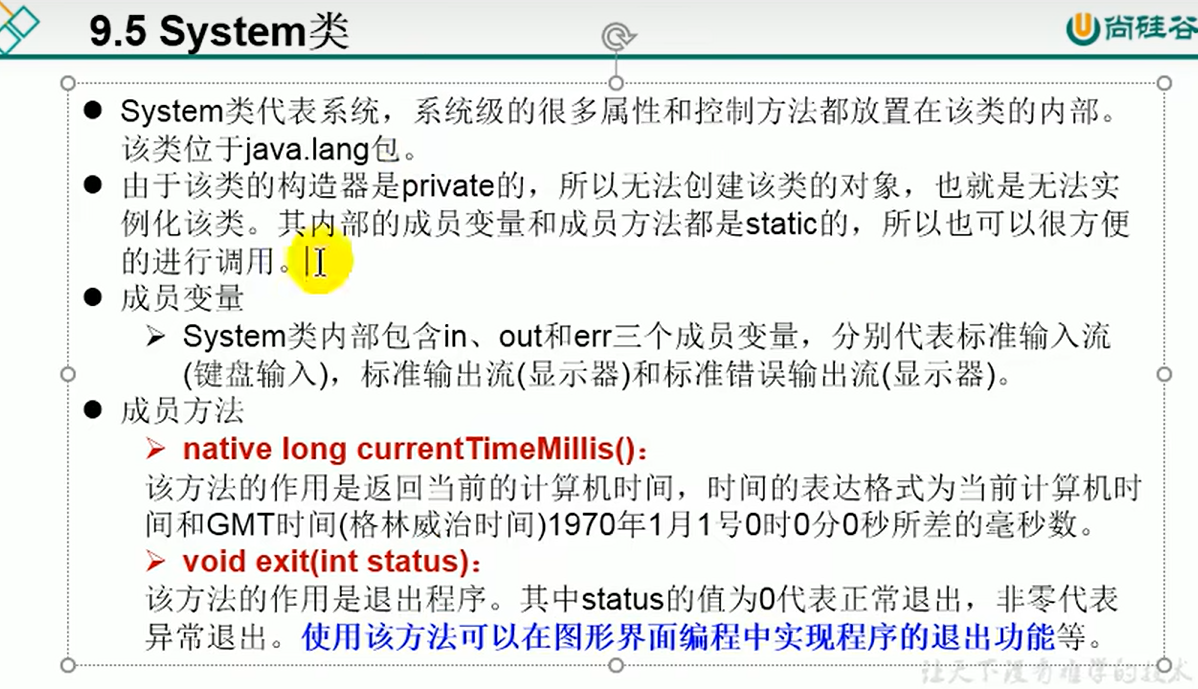 9.5 System类
尚硅谷
● System类代表系统，系统级的很多属性和控制方法都放置在该类的内部。
该类位于java.lang包。
● 由于该类的构造器是private的，所以无法创建该类的对象，也就是无法实
例化该类。其内部的成员变量和成员方法都是static的，所以也可以很方便
的进行调用。
● 成员变量
➢ System类内部包含in、out和err三个成员变量，分别代表标准输入流
(键盘输入)，标准输出流(显示器)和标准错误输出流(显示器)。
● 成员方法
➢ native long currentTimeMillis()：
该方法的作用是返回当前的计算机时间，时间的表达格式为当前计算机时
间和GMT时间(格林威治时间)1970年1月1号0时0分0秒所差的毫秒数。
➢ void exit(int status)：
该方法的作用是退出程序。其中status的值为0代表正常退出，非零代表
异常退出。使用该方法可以在图形界面编程中实现程序的退出功能等。
让天下没有难学的技术